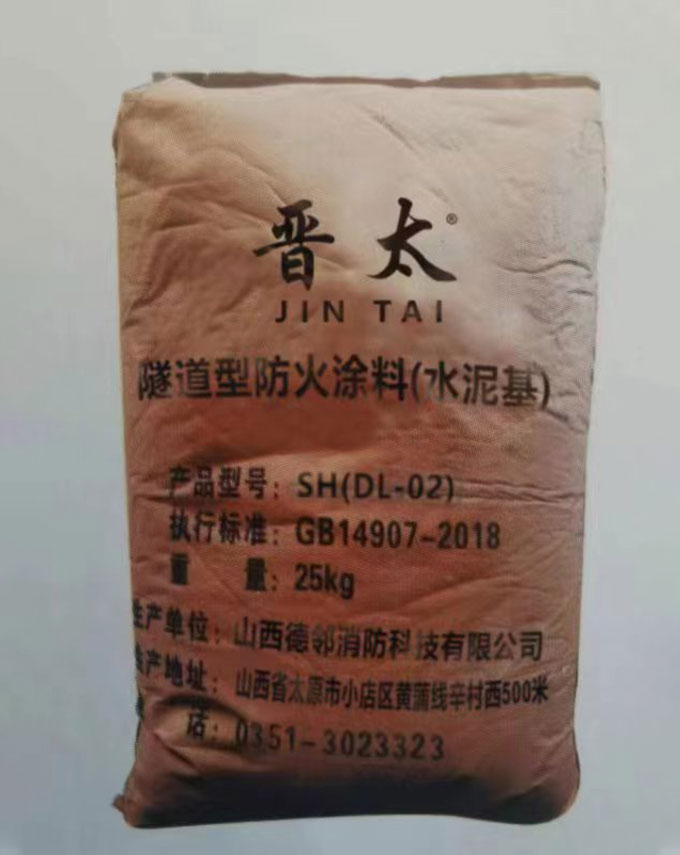 晋太®
JIN TAI
隧道型防火涂料(水泥基)
产品型号：SH(DL-02)
执行标准：GB14907-2018
重 量：25kg
生产单位：山西德邻消防科技有限公司
生产地址：山西省太原市小店区黄蒲线辛村西500米
话：0351-3023323